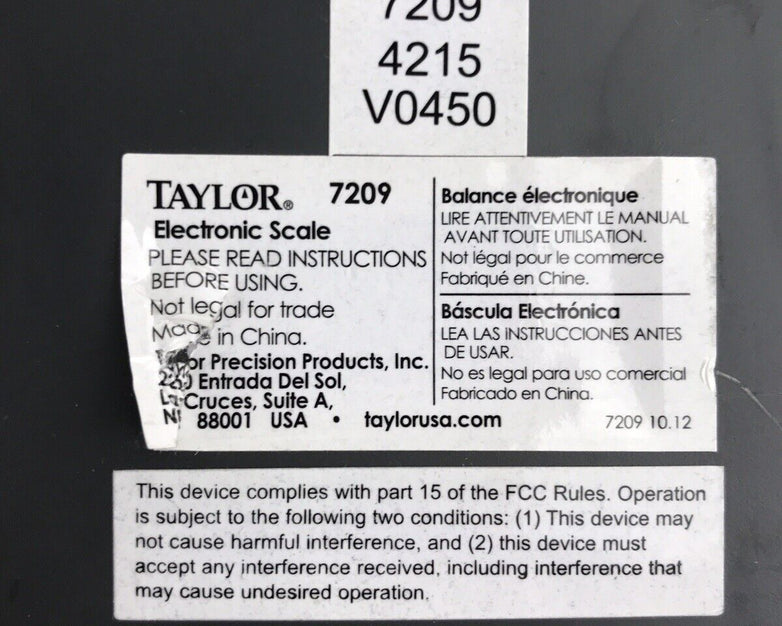 7209
4215
V0450
TAYLOR® 7209
Electronic Scale
PLEASE READ INSTRUCTIONS
BEFORE USING.
Not legal for trade
in China.
Precision Products, Inc.
Entrada Del Sol,
Cruces, Suite A,
88001 USA • taylorusa.com
Balance électronique
LIRE ATTENTIVEMENT LE MANUAL
AVANT TOUTE UTILISATION.
Not légal pour le commerce
Fabriqué en Chine.
Báscula Electrónica
LEA LAS INSTRUCCIONES ANTES
DE USAR.
No es legal para uso comercial
Fabricado en China.
7209 10.12
This device complies with part 15 of the FCC Rules. Operation
is subject to the following two conditions: (1) This device may
not cause harmful interference, and (2) this device must
accept any interference received, including interference that
may cause undesired operation.